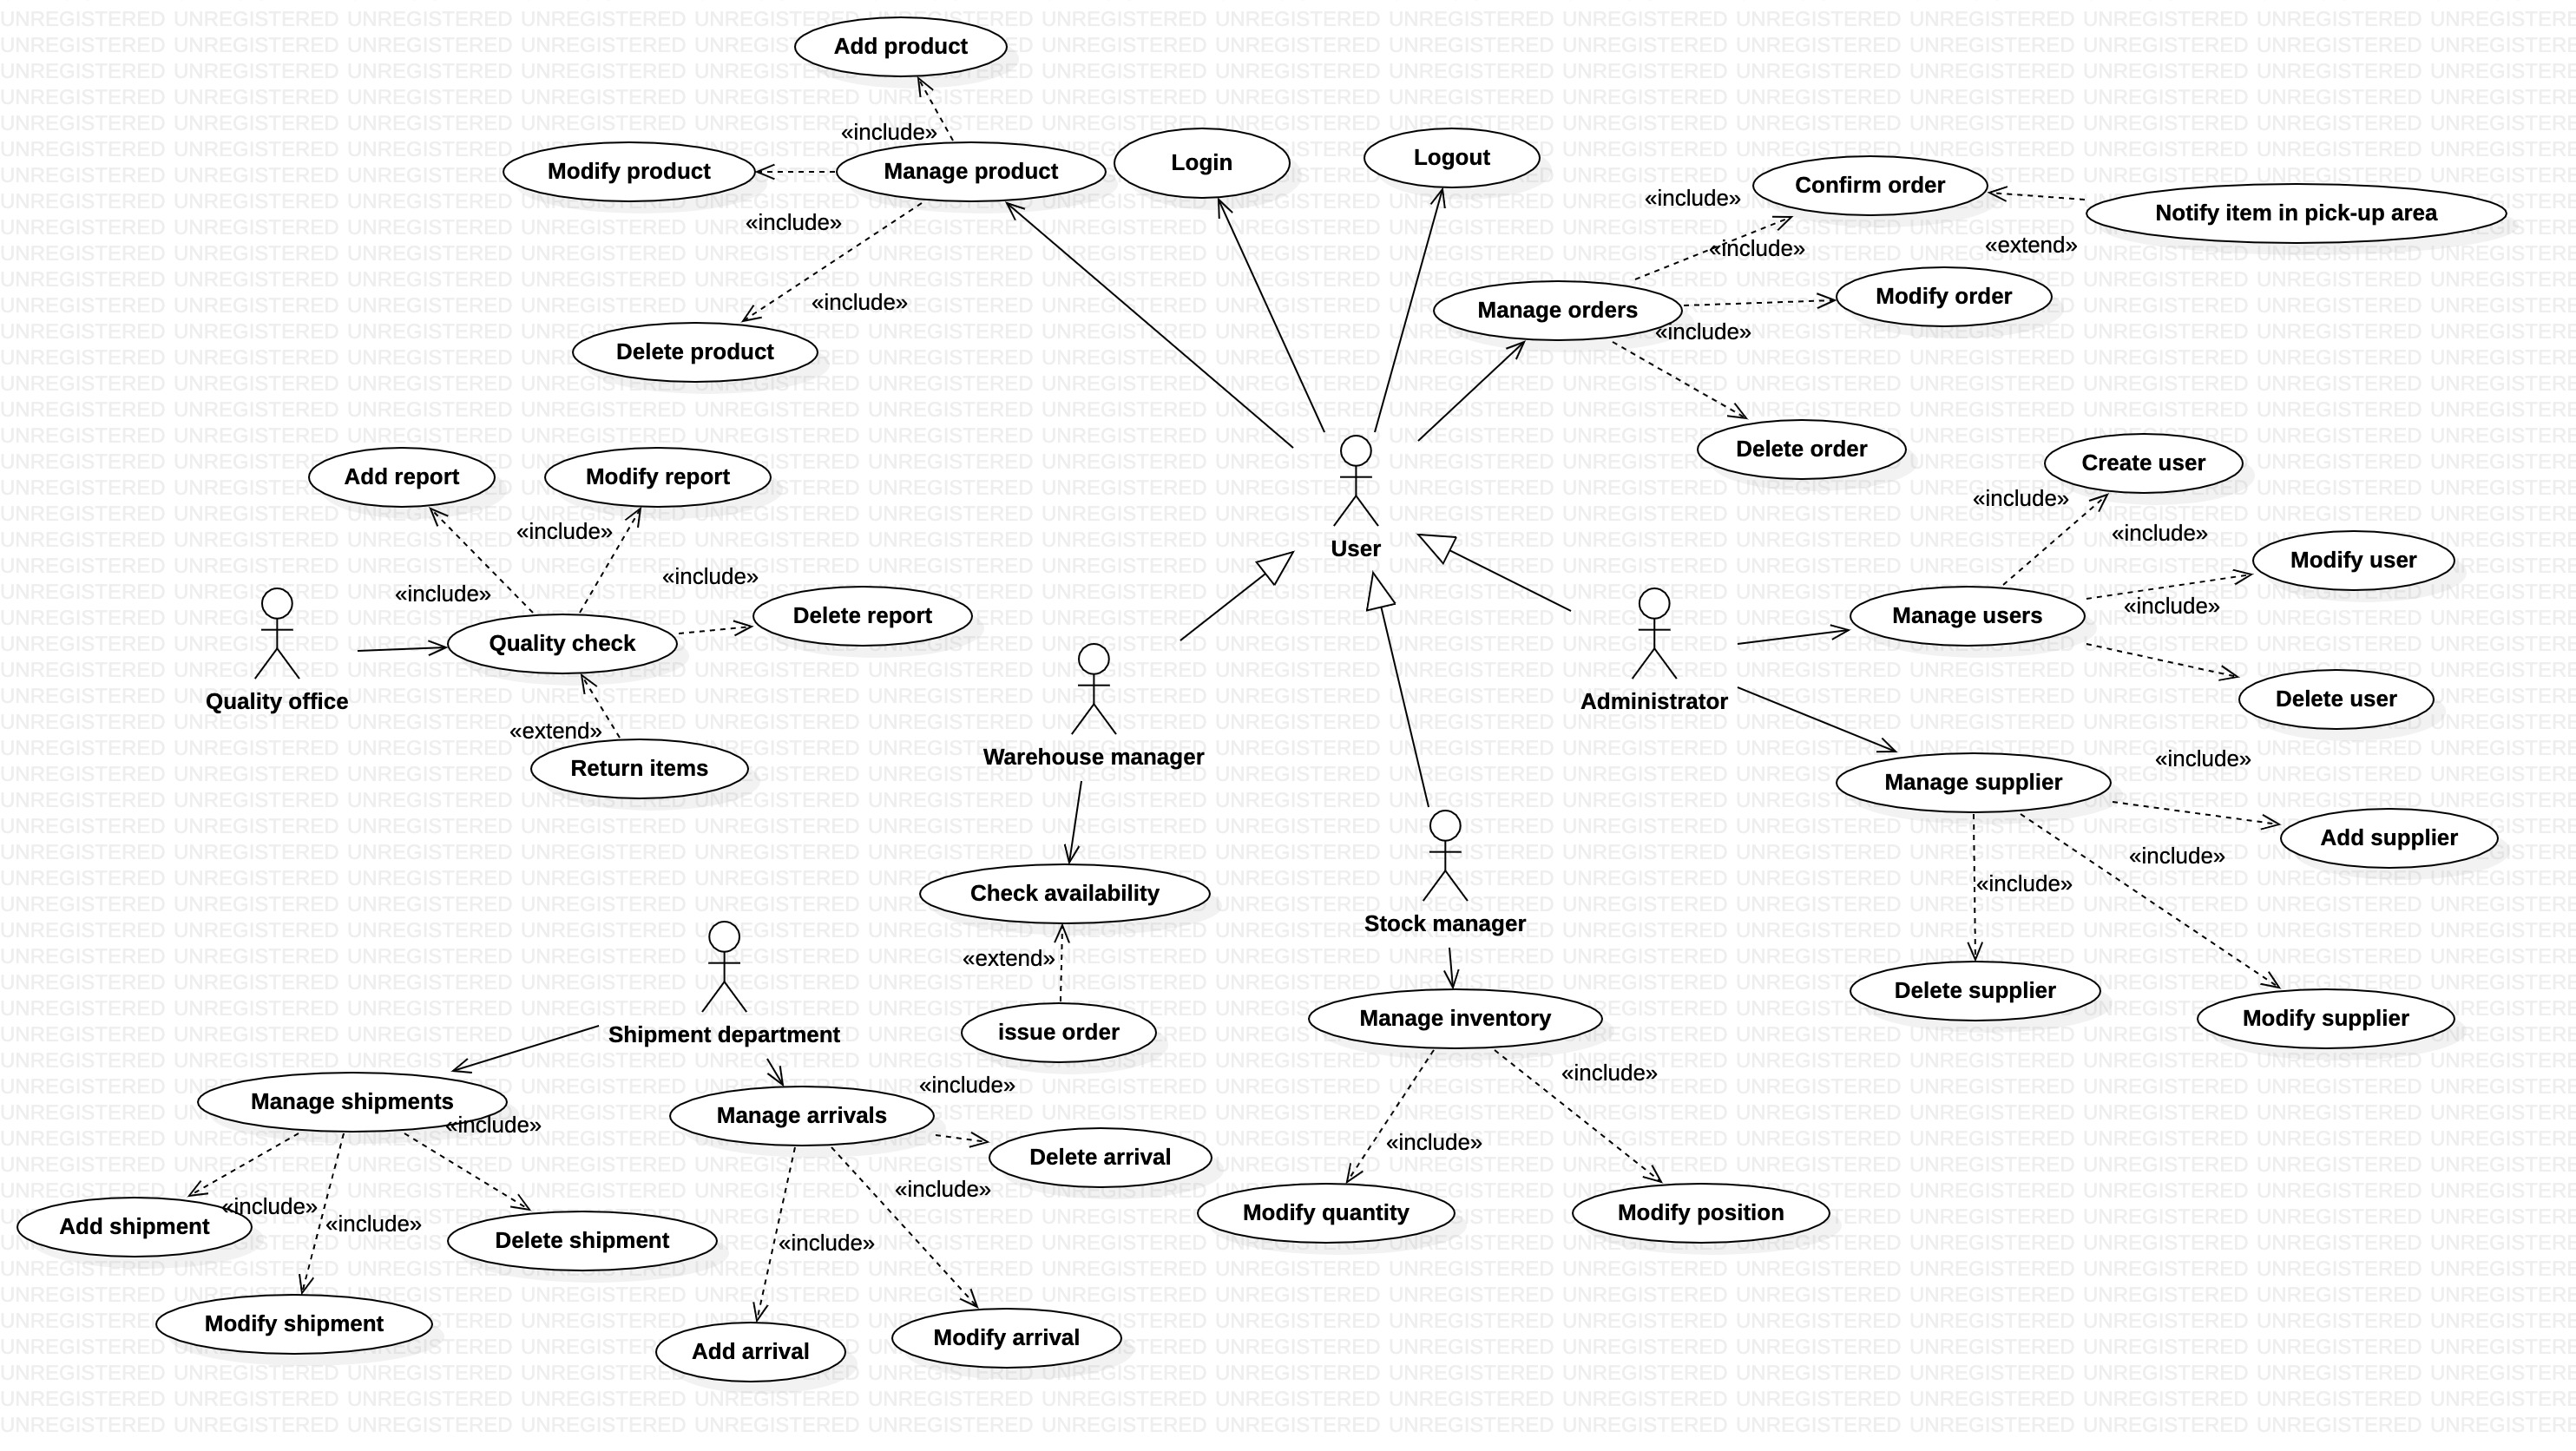 Add product
«include»
Modify product
Manage product
Login
Logout
«include»
Confirm order
Notify item in pick-up area
«include»
«include»
«extend»
«include»
Manage orders
Modify order
«include»
Delete product
Delete order
Add report
Modify report
Create user
«include»
«include»
«include»
User
Modify user
«include»
«include»
«include»
Quality check
Delete report
Manage users
Quality office
Administrator
Delete user
«extend»
Return items
Warehouse manager
«include»
Manage supplier
Add supplier
«include»
«include»
Check availability
Stock manager
«extend»
Delete supplier
Modify supplier
Shipment department
issue order
Manage inventory
«include»
«include»
Manage shipments
«include»
Manage arrivals
«include»
Delete arrival
«include»
«include»
Add shipment
«include»
Delete shipment
«include»
Modify quantity
Modify position
Modify shipment
Add arrival
Modify arrival
UNREGISTERED